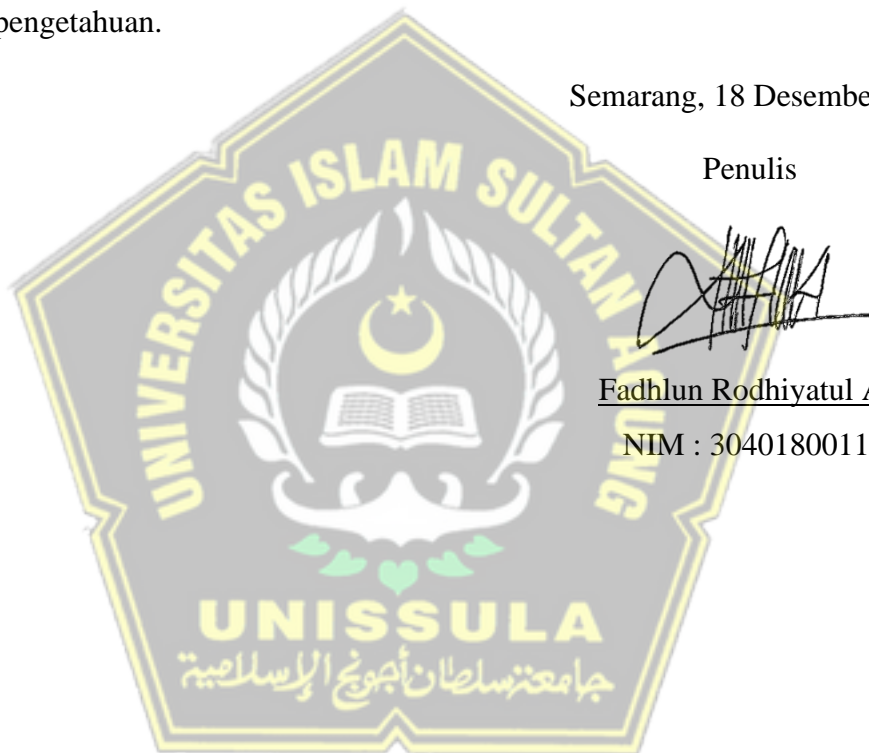 pengetahuan.
Semarang, 18 Desembe
Penulis
Fadhlun Rodhiyatul A
NIM : 3040180011
UNIVERSITAS ISLAM SULTAN AGUNG
UNISSULA
جامعة سلطان أجونج الإسلامية